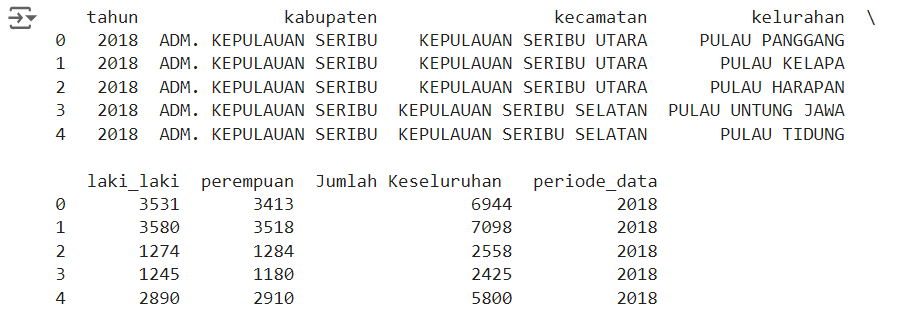 tahun kabupaten kecamatan kelurahan \
0 2018 ADM. KEPULAUAN SERIBU KEPULAUAN SERIBU UTARA PULAU PANGGANG
1 2018 ADM. KEPULAUAN SERIBU KEPULAUAN SERIBU UTARA PULAU KELAPA
2 2018 ADM. KEPULAUAN SERIBU KEPULAUAN SERIBU UTARA PULAU HARAPAN
3 2018 ADM. KEPULAUAN SERIBU KEPULAUAN SERIBU SELATAN PULAU UNTUNG JAWA
4 2018 ADM. KEPULAUAN SERIBU KEPULAUAN SERIBU SELATAN PULAU TIDUNG
laki_laki perempuan Jumlah Keseluruhan periode_data
0 3531 3413 6944 2018
1 3580 3518 7098 2018
2 1274 1284 2558 2018
3 1245 1180 2425 2018
4 2890 2910 5800 2018